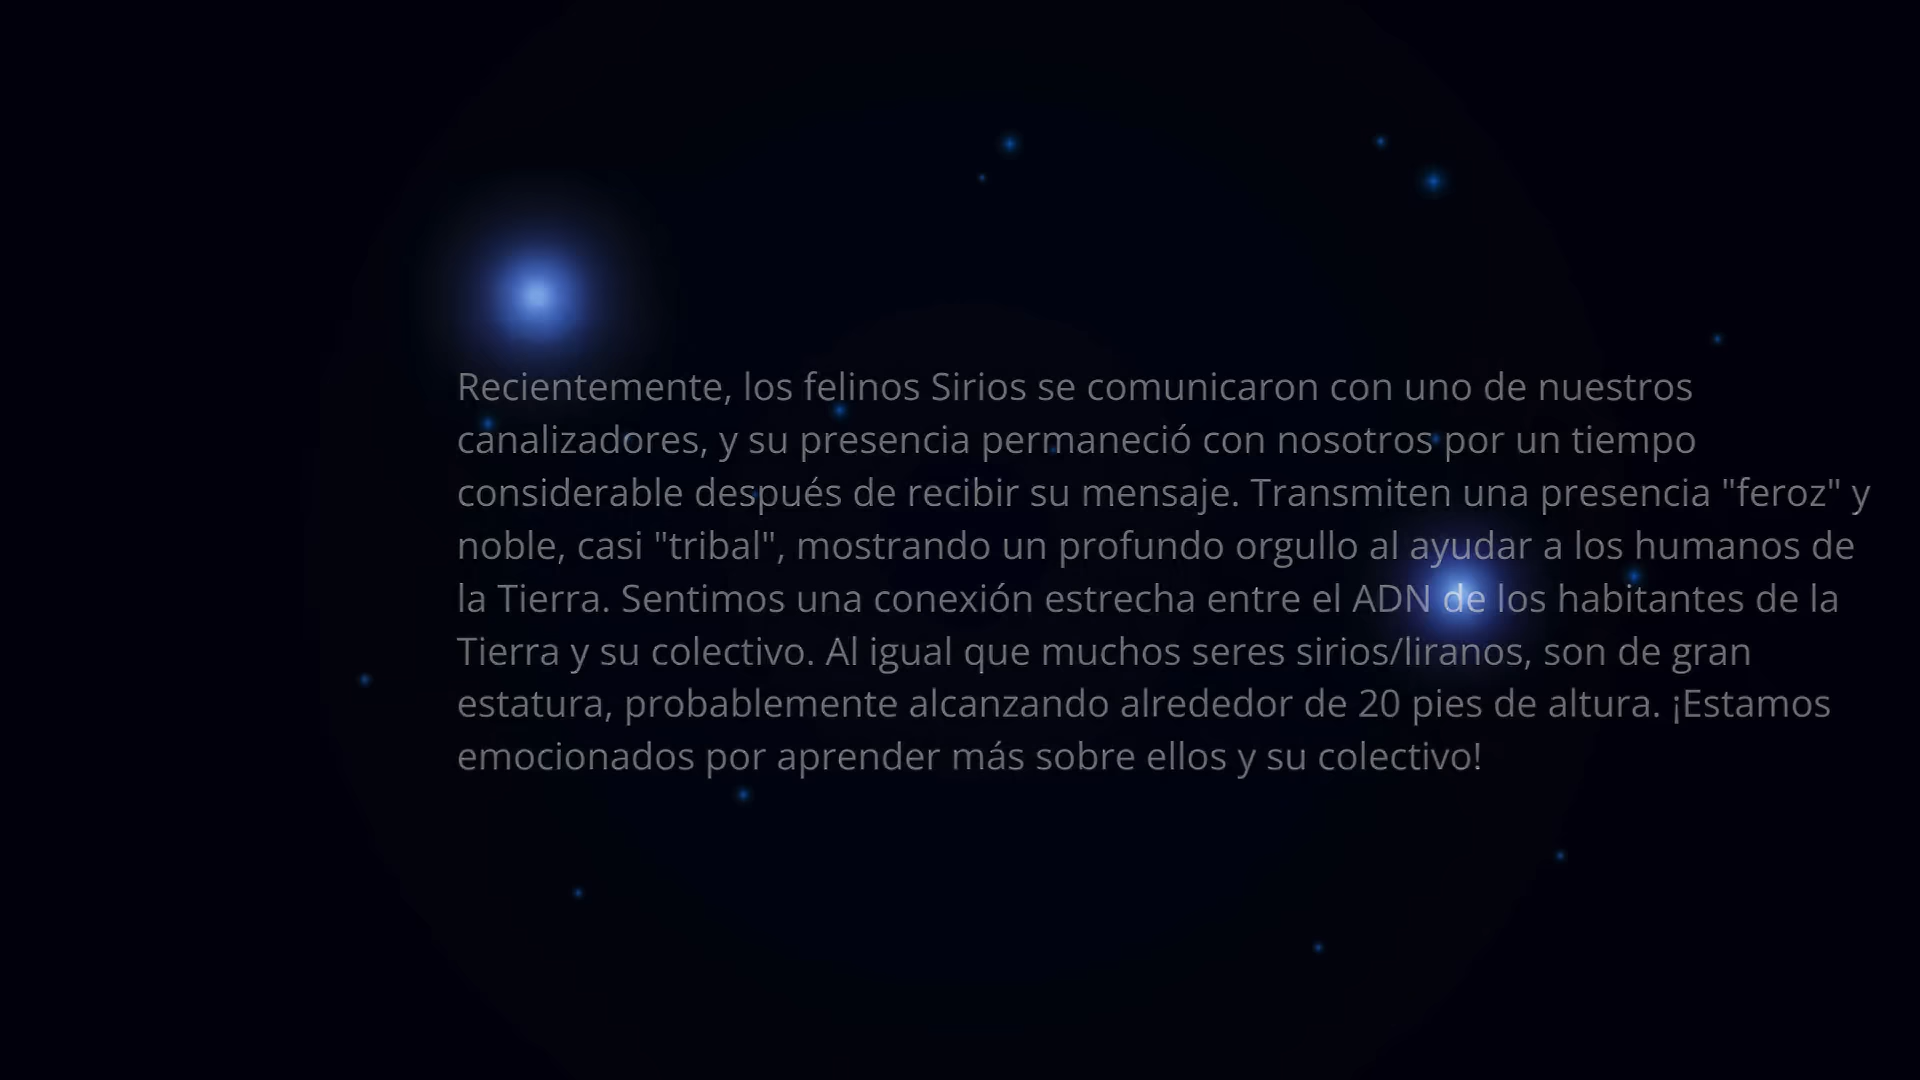 Recientemente, los felinos Sirios se comunicaron con uno de nuestros
canalizadores, y su presencia permaneció con nosotros por un tiempo
considerable después de recibir su mensaje. Transmiten una presencia "feroz" y
noble, casi "tribal", mostrando un profundo orgullo al ayudar a los humanos de
la Tierra. Sentimos una conexión estrecha entre el ADN de los habitantes de la
Tierra y su colectivo. Al igual que muchos seres sirios/liranos, son de gran
estatura, probablemente alcanzando alrededor de 20 pies de altura. ¡Estamos
emocionados por aprender más sobre ellos y su colectivo!